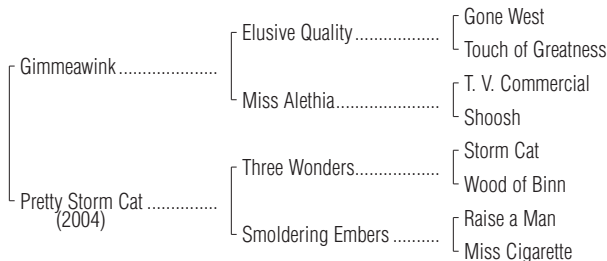 Gone West
Elusive Quality ..................
Touch of Greatness
Gimmeawink .....................
T. V. Commercial
Miss Alethia......................
Shoosh
Storm Cat
Three Wonders..................
Wood of Binn
Pretty Storm Cat ...............
(2004)
Raise a Man
Smoldering Embers ..........
Miss Cigarette